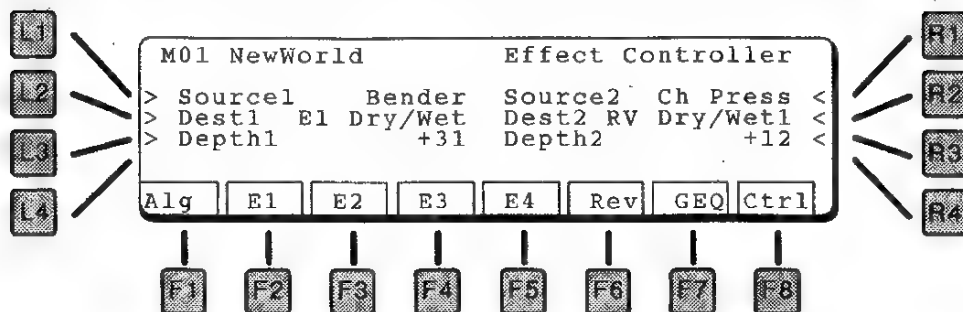 L1
R1
M01 NewWorld Effect Controller
L2
R2
> Source1 Bender Source2 Ch Press <
> Dest1 E1 Dry/Wet Dest2 RV Dry/Wet1 <
L3
R3
> Depth1 +31 Depth2 +12 <
L4
R4
Alg E1 E2 E3 E4 Rev GEQ Ctrl
F1 F2 F3 F4 F5 F6 F7 F8